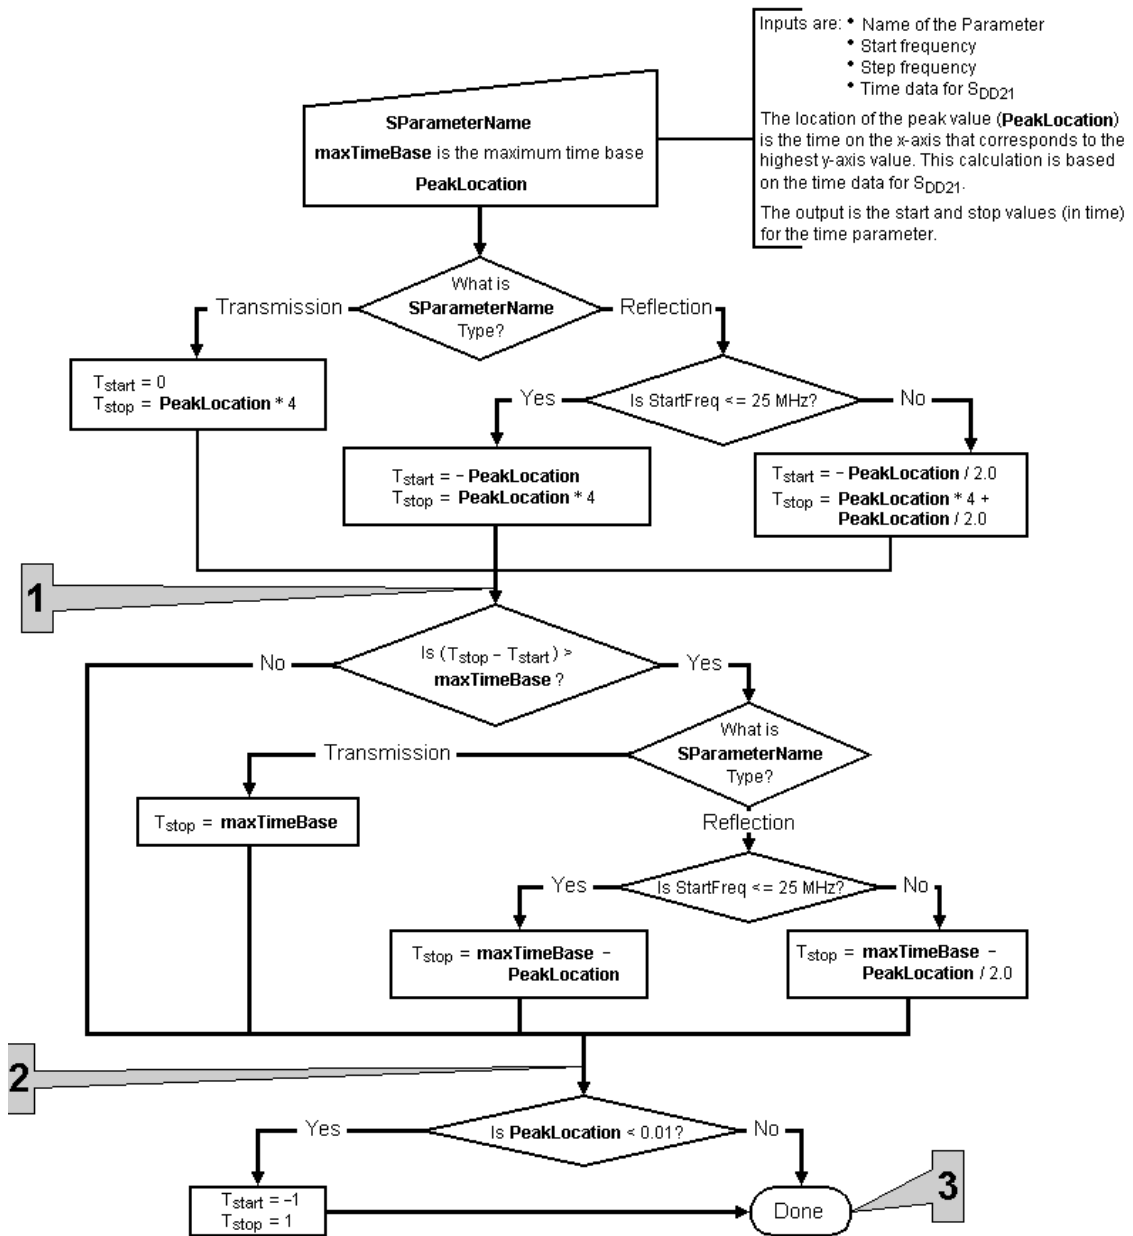 Inputs are: • Name of the Parameter
• Start frequency
• Step frequency
• Time data for SDD21
The location of the peak value (PeakLocation)
is the time on the x-axis that corresponds to the
highest y-axis value. This calculation is based
on the time data for SDD21.
The output is the start and stop values (in time)
for the time parameter.
SParameterName
maxTimeBase is the maximum time base
PeakLocation
What is
SParameterName
Type?
Transmission
Reflection
Tstart = 0
Tstop = PeakLocation * 4
Is StartFreq <= 25 MHz?
Yes
No
Tstart = - PeakLocation
Tstop = PeakLocation * 4
Tstart = - PeakLocation / 2.0
Tstop = PeakLocation * 4 +
PeakLocation / 2.0
1
Is (Tstop - Tstart) >
maxTimeBase ?
No
Yes
What is
SParameterName
Type?
Transmission
Tstop = maxTimeBase
Reflection
Is StartFreq <= 25 MHz?
Yes
No
Tstop = maxTimeBase -
PeakLocation
Tstop = maxTimeBase -
PeakLocation / 2.0
2
Is PeakLocation < 0.01?
Yes
No
Tstart = -1
Tstop = 1
Done
3